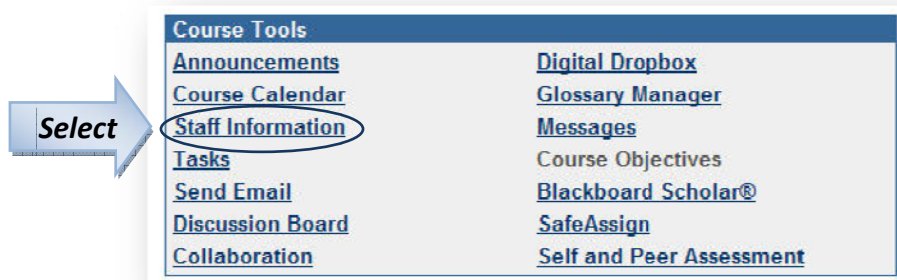 Course Tools
Announcements
Course Calendar
Staff Information
Tasks
Send Email
Discussion Board
Collaboration
Digital Dropbox
Glossary Manager
Messages
Course Objectives
Blackboard Scholar®
SafeAssign
Self and Peer Assessment
Select